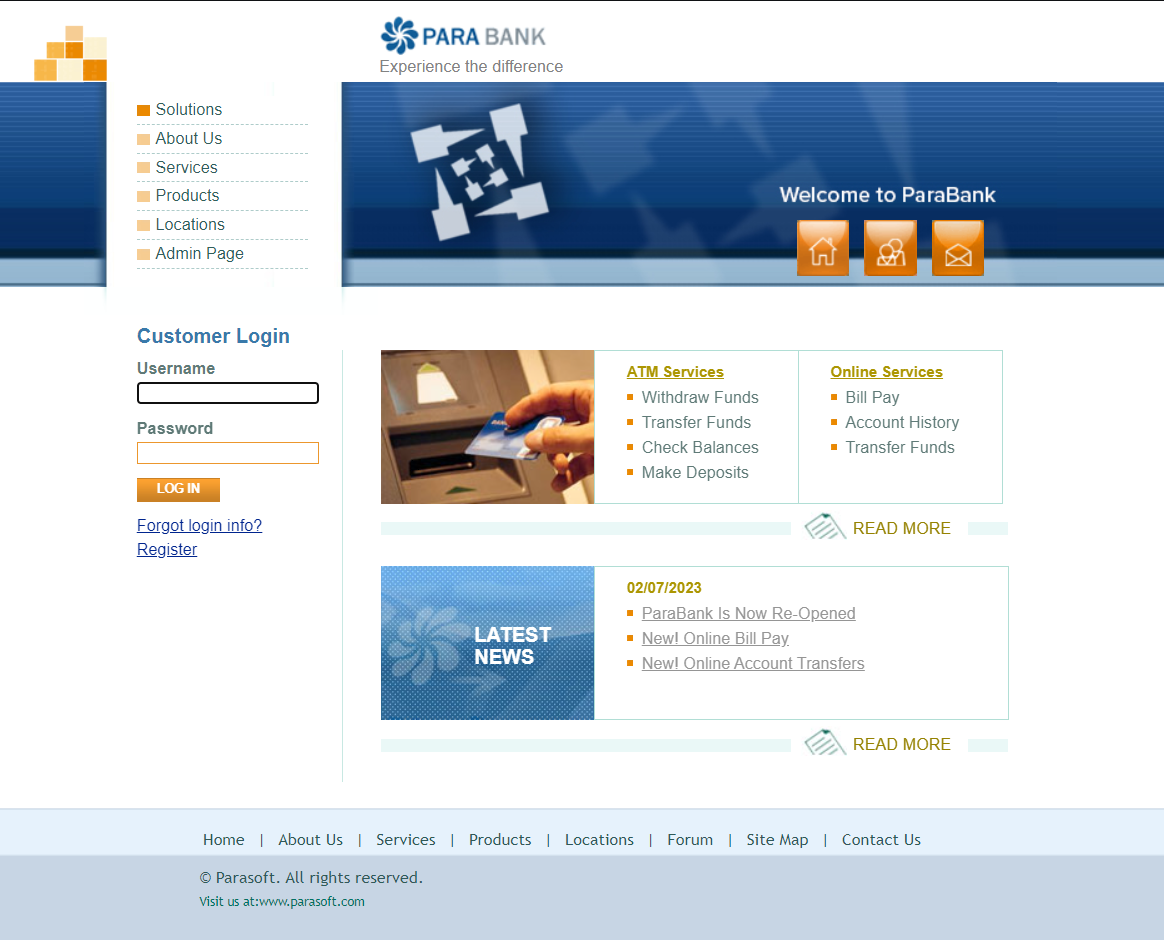 PARA BANK
Experience the difference
Solutions
About Us
Services
Products
Locations
Admin Page
Welcome to ParaBank
Customer Login
Username
Password
LOG IN
Forgot login info?
Register
ATM Services
Withdraw Funds
Transfer Funds
Check Balances
Make Deposits
Online Services
Bill Pay
Account History
Transfer Funds
READ MORE
LATEST
NEWS
02/07/2023
ParaBank Is Now Re-Opened
New! Online Bill Pay
New! Online Account Transfers
READ MORE
Home | About Us | Services | Products | Locations | Forum | Site Map | Contact Us
© Parasoft. All rights reserved.
Visit us at:www.parasoft.com